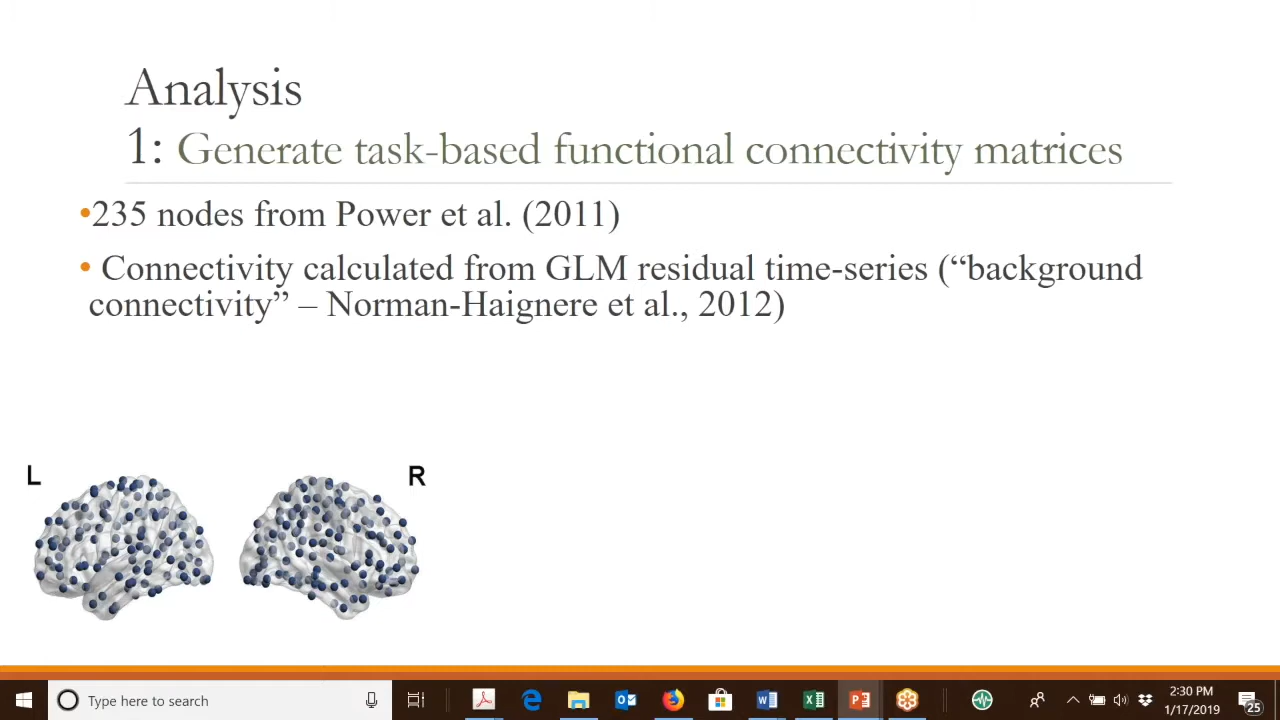 Analysis
1: Generate task-based functional connectivity matrices
•235 nodes from Power et al. (2011)
• Connectivity calculated from GLM residual time-series (“background
connectivity” – Norman-Haignere et al., 2012)
L
R
Type here to search
2:30 PM
1/17/2019
25